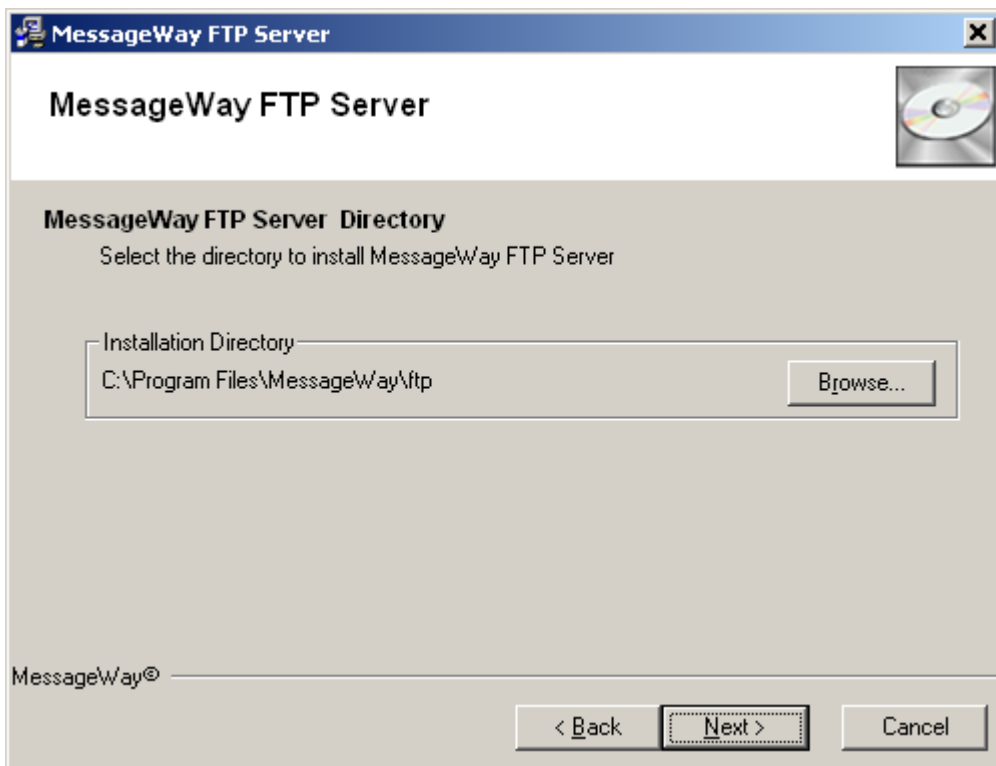 MessageWay FTP Server
MessageWay FTP Server
MessageWay FTP Server  Directory
Select the directory to install MessageWay FTP Server
Installation Directory
C:\Program Files\MessageWay\ftp
Browse...
MessageWay©
< Back
Next >
Cancel